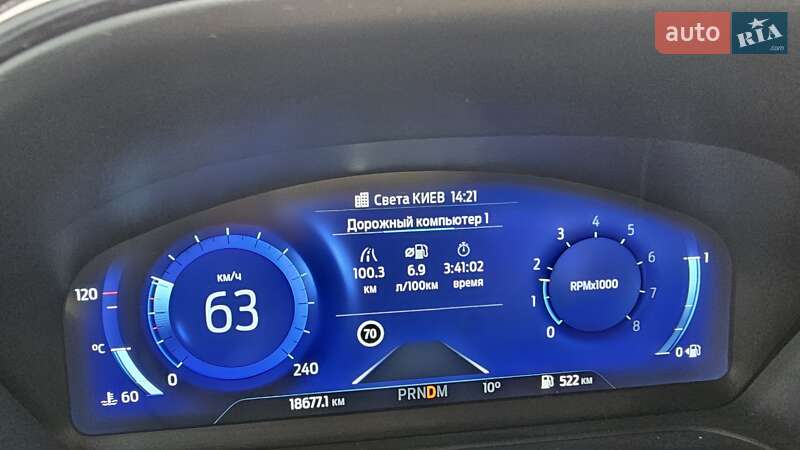 auto RIA .com
Света КИЕВ 14:21
Дорожный компьютер 1
100.3 6.9 3:41:02
км л/100км время
км/ч
63
0 240
120
°C
60
70
0 1 2 3 4 5 6 7 8
RPMx1000
1
0
18677.1 км PRNDM 10° 522 км